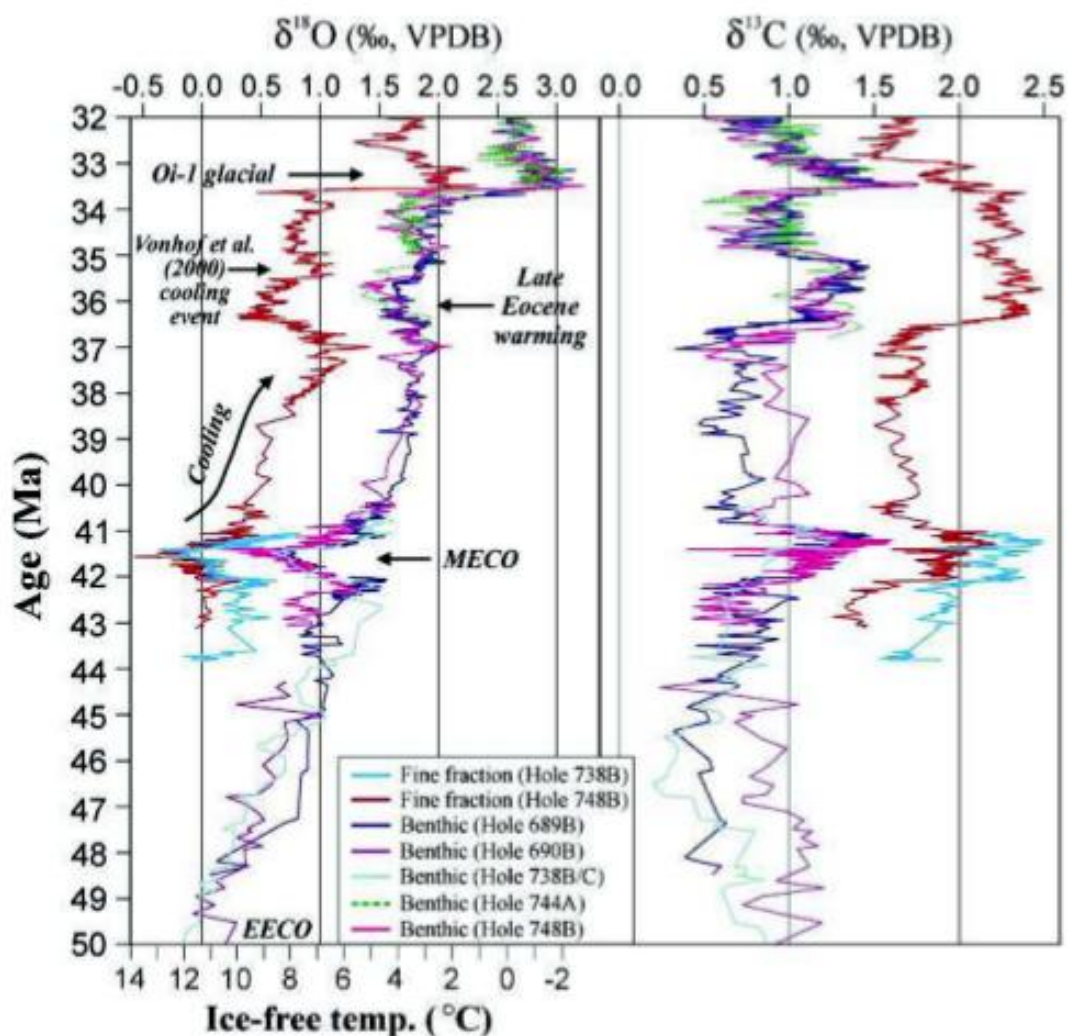 δ¹⁸O (‰, VPDB) δ¹³C (‰, VPDB)
-0.5 0.0 0.5 1.0 1.5 2.0 2.5 3.0 0.0 0.5 1.0 1.5 2.0 2.5
32
33
34
35
36
37
38
39
40
41
42
43
44
45
46
47
48
49
50
Age (Ma)
Oi-1 glacial
Vonhof et al.
(2000)
cooling
event
Late
Eocene
warming
Cooling
MECO
EECO
Fine fraction (Hole 738B)
Fine fraction (Hole 748B)
Benthic (Hole 689B)
Benthic (Hole 690B)
Benthic (Hole 738B/C)
Benthic (Hole 744A)
Benthic (Hole 748B)
14 12 10 8 6 4 2 0 -2
Ice-free temp. (°C)